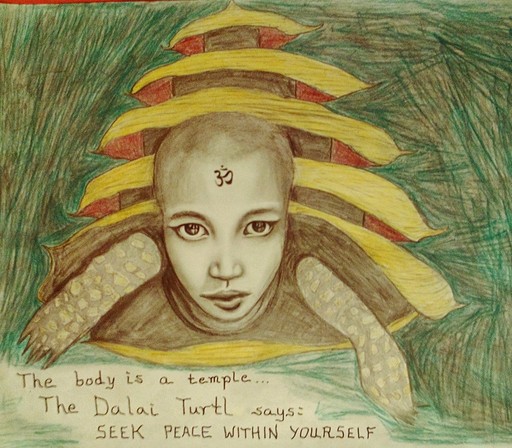 ॐ
The body is a temple...
The Dalai Turtl says:
SEEK PEACE WITHIN YOURSELF